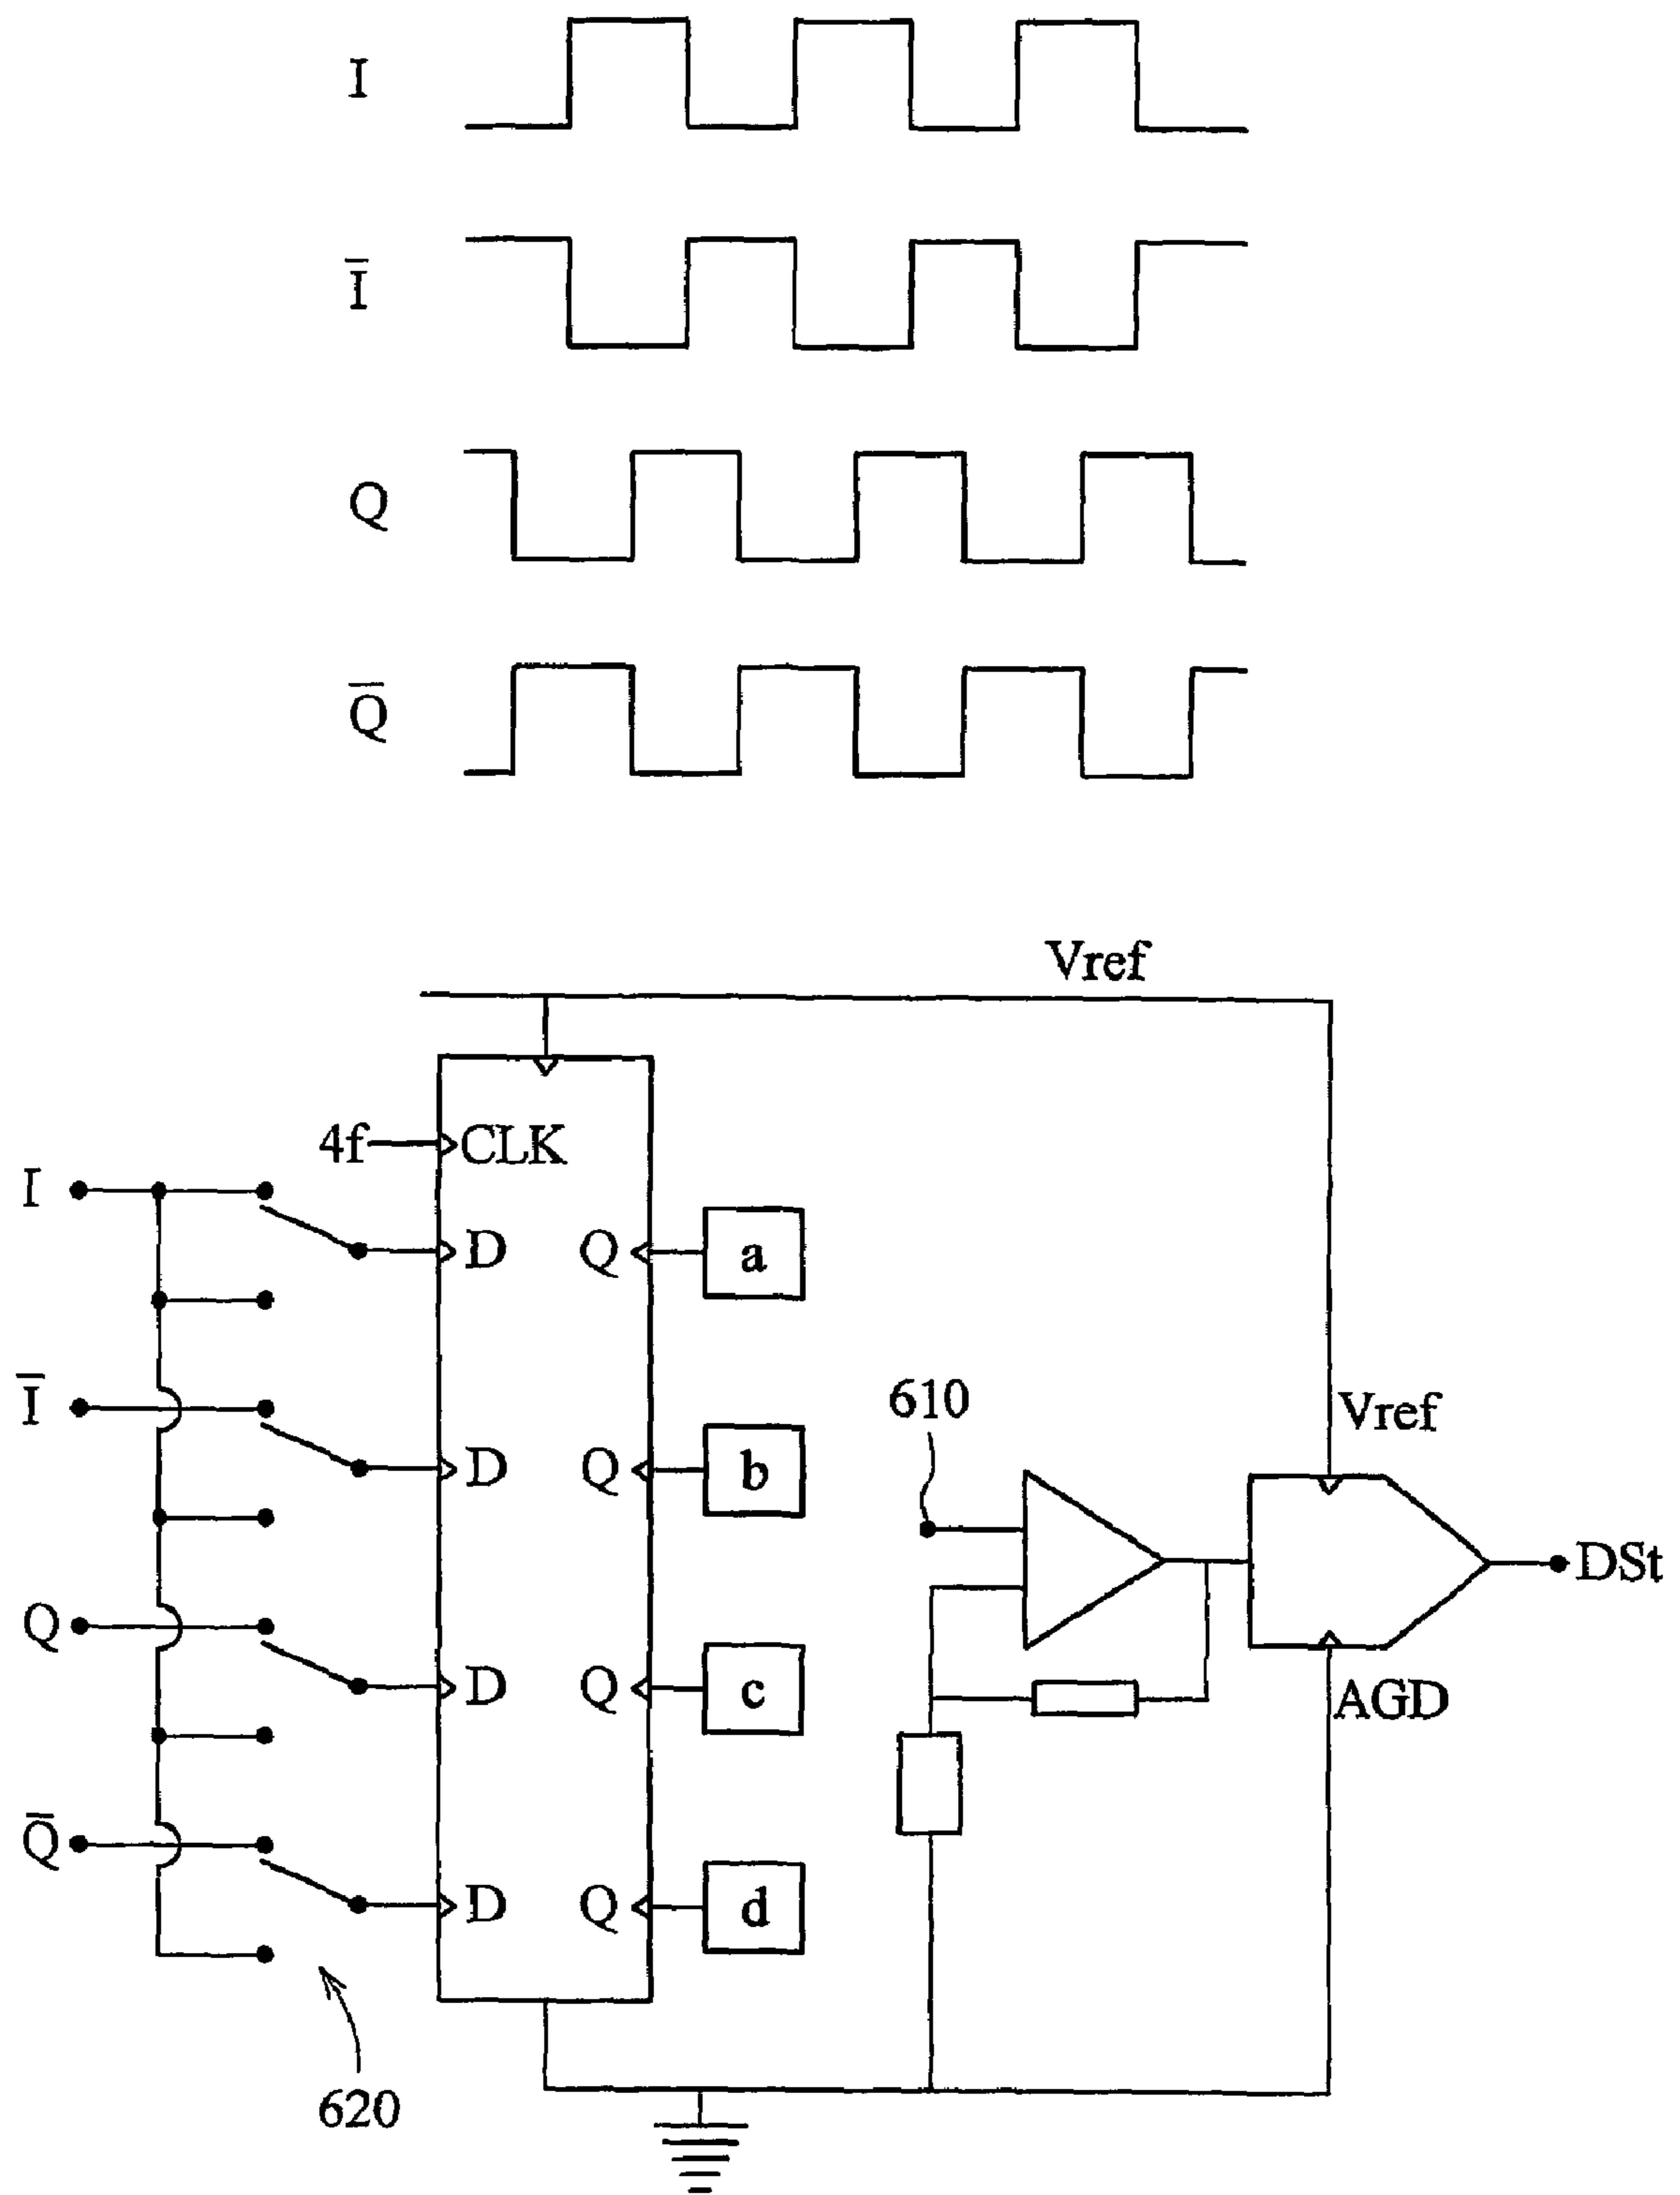 I
Ī
Q
Q̄
Vref
4f CLK
I
D Q a
Ī
610
Vref
D Q b
DSt
Q
D Q c
AGD
Q̄
D Q d
620